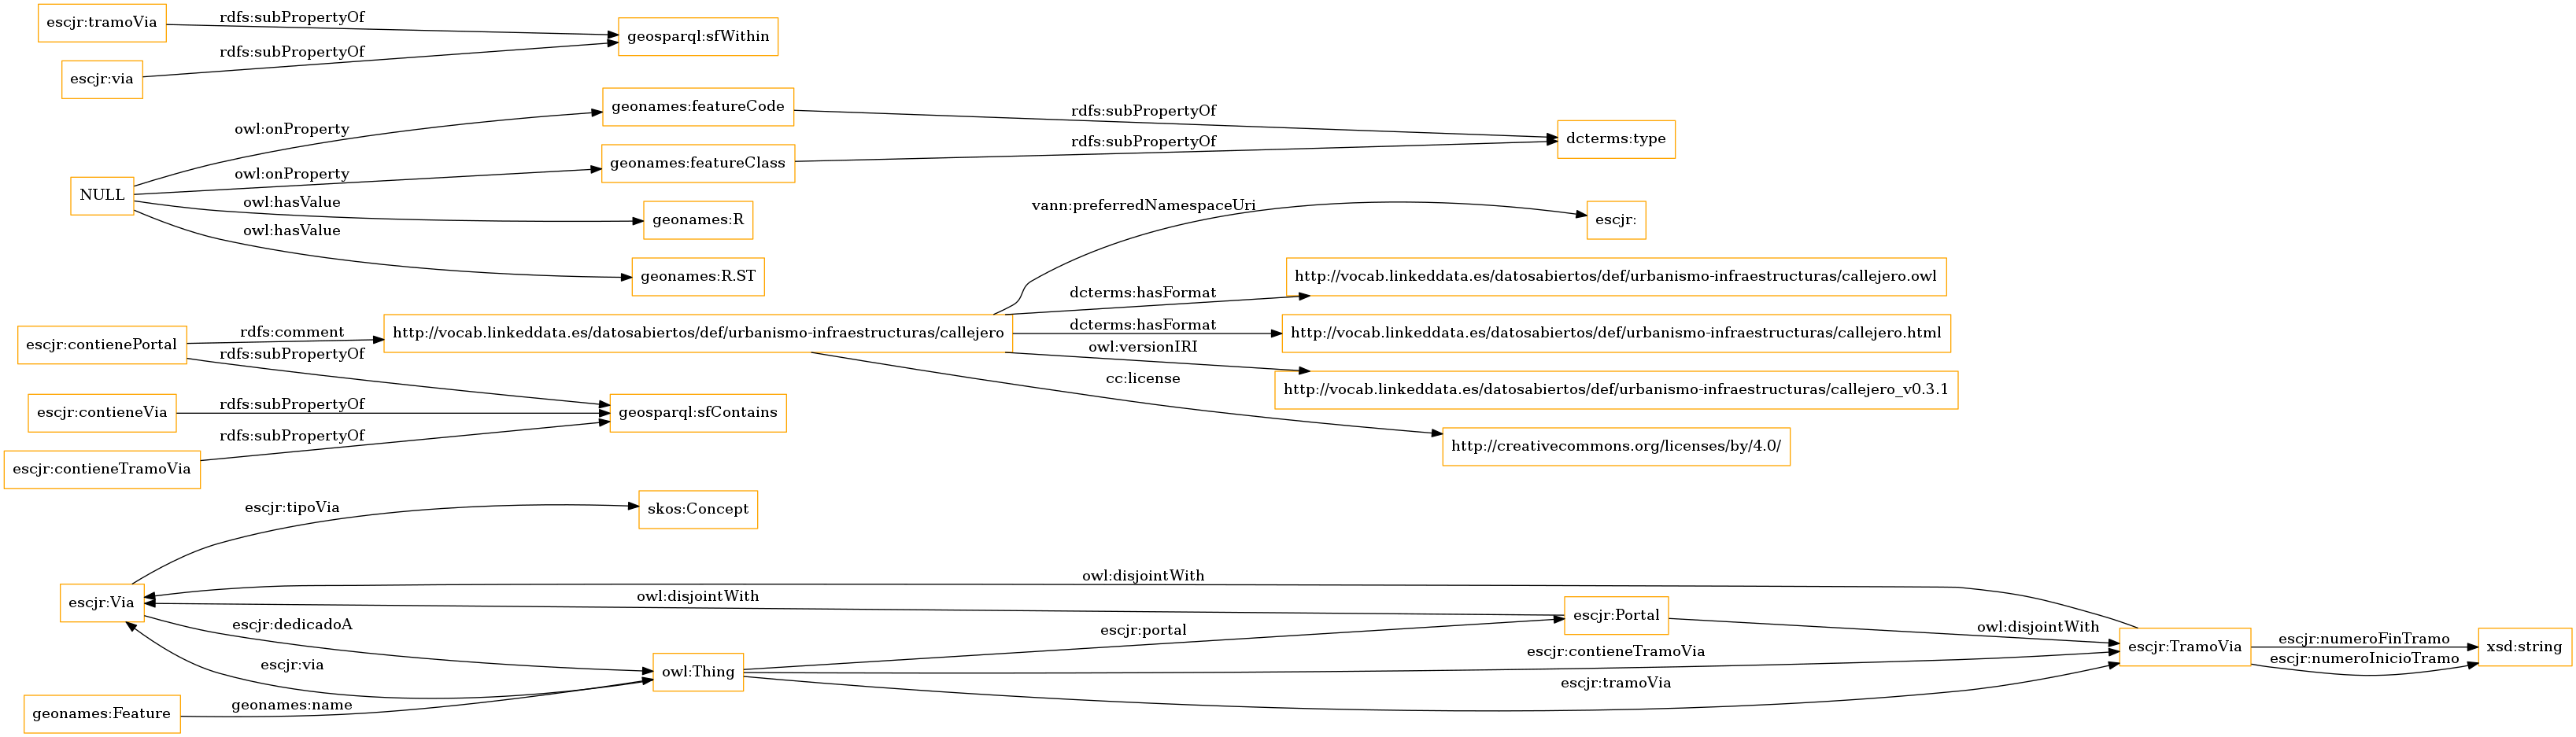 escjr:tramoVia
rdfs:subPropertyOf
geosparql:sfWithin
rdfs:subPropertyOf
escjr:via
geonames:featureCode
rdfs:subPropertyOf
owl:onProperty
dcterms:type
rdfs:subPropertyOf
geonames:featureClass
owl:onProperty
NULL
owl:hasValue
geonames:R
vann:preferredNamespaceUri
escjr:
owl:hasValue
geonames:R.ST
http://vocab.linkeddata.es/datosabiertos/def/urbanismo-infraestructuras/callejero.owl
dcterms:hasFormat
escjr:contienePortal
rdfs:comment
http://vocab.linkeddata.es/datosabiertos/def/urbanismo-infraestructuras/callejero
dcterms:hasFormat
http://vocab.linkeddata.es/datosabiertos/def/urbanismo-infraestructuras/callejero.html
rdfs:subPropertyOf
owl:versionIRI
cc:license
http://vocab.linkeddata.es/datosabiertos/def/urbanismo-infraestructuras/callejero_v0.3.1
escjr:contieneVia
rdfs:subPropertyOf
geosparql:sfContains
rdfs:subPropertyOf
http://creativecommons.org/licenses/by/4.0/
escjr:contieneTramoVia
escjr:tipoVia
skos:Concept
owl:disjointWith
escjr:Via
owl:disjointWith
escjr:Portal
escjr:dedicadoA
escjr:portal
owl:disjointWith
escjr:numeroFinTramo
escjr:TramoVia
xsd:string
escjr:contieneTramoVia
escjr:numeroInicioTramo
escjr:via
owl:Thing
escjr:tramoVia
geonames:Feature
geonames:name